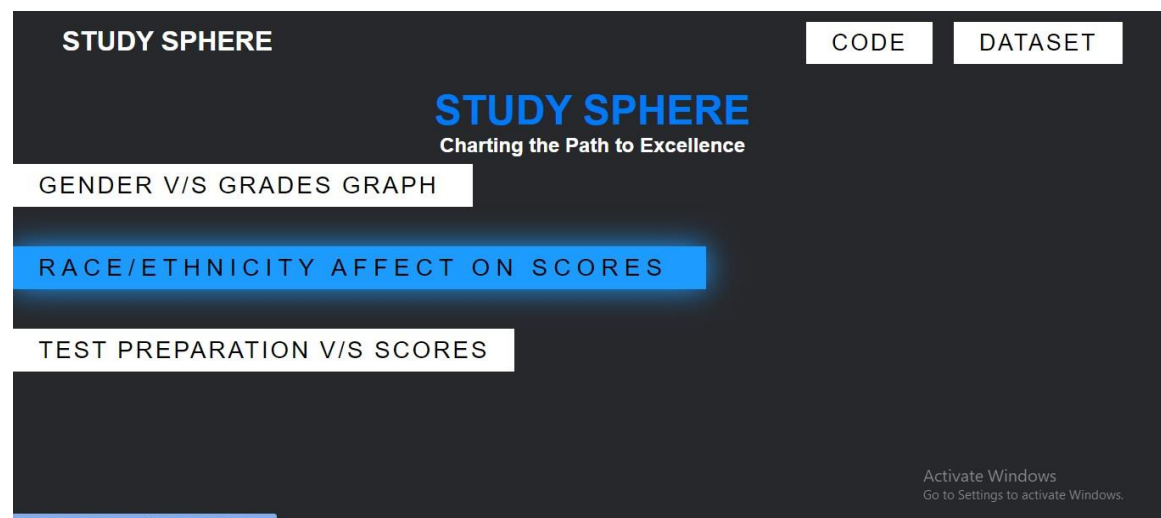 STUDY SPHERE
CODE
DATASET
STUDY SPHERE
Charting the Path to Excellence
GENDER V/S GRADES GRAPH
RACE/ETHNICITY AFFECT ON SCORES
TEST PREPARATION V/S SCORES
Activate Windows
Go to Settings to activate Windows.